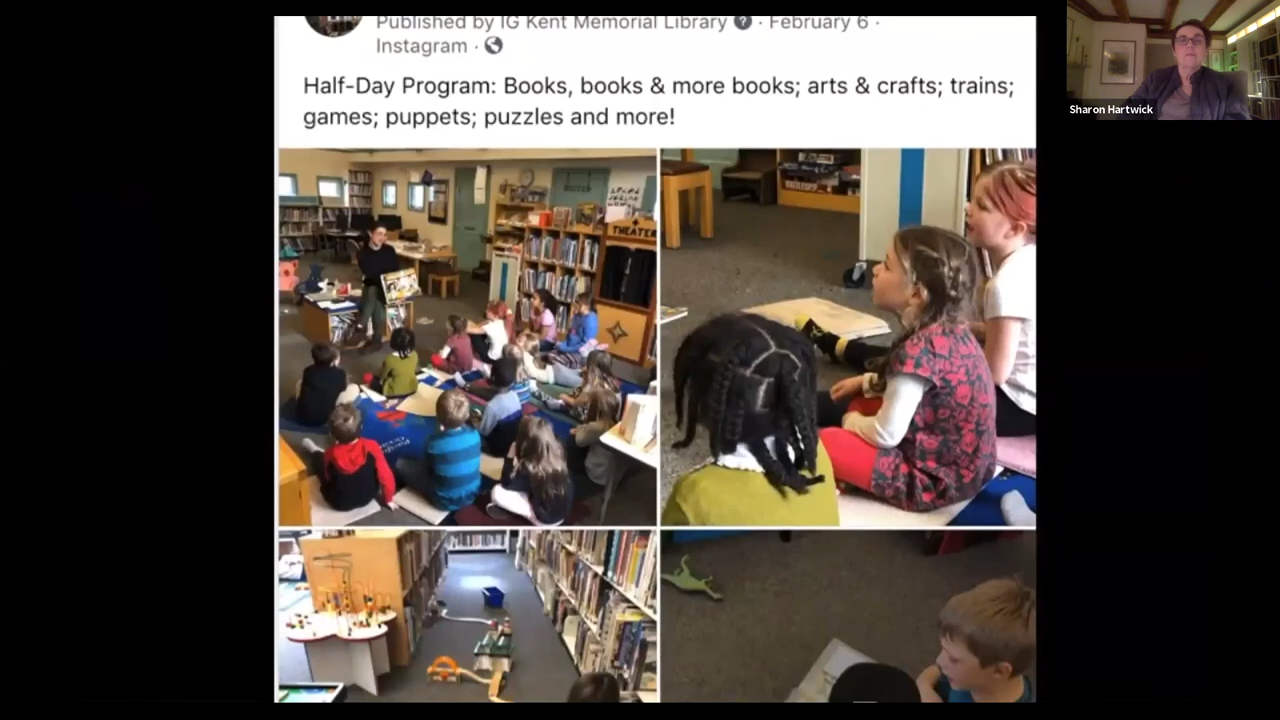 Published by IG Kent Memorial Library ? · February 6 ·
Instagram ·
Half-Day Program: Books, books & more books; arts & crafts; trains;
games; puppets; puzzles and more!
THEATER
Sharon Hartwick